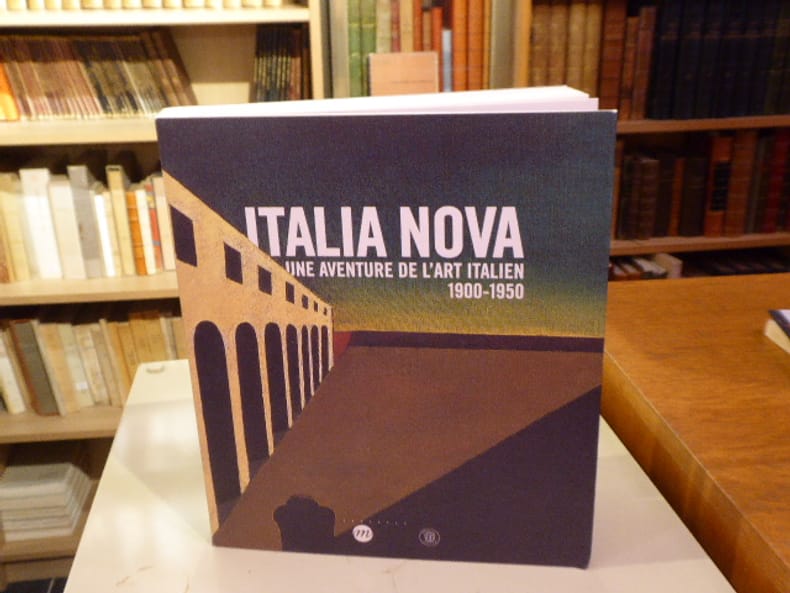 ITALIA NOVA
UNE AVENTURE DE L'ART ITALIEN
1900-1950
m